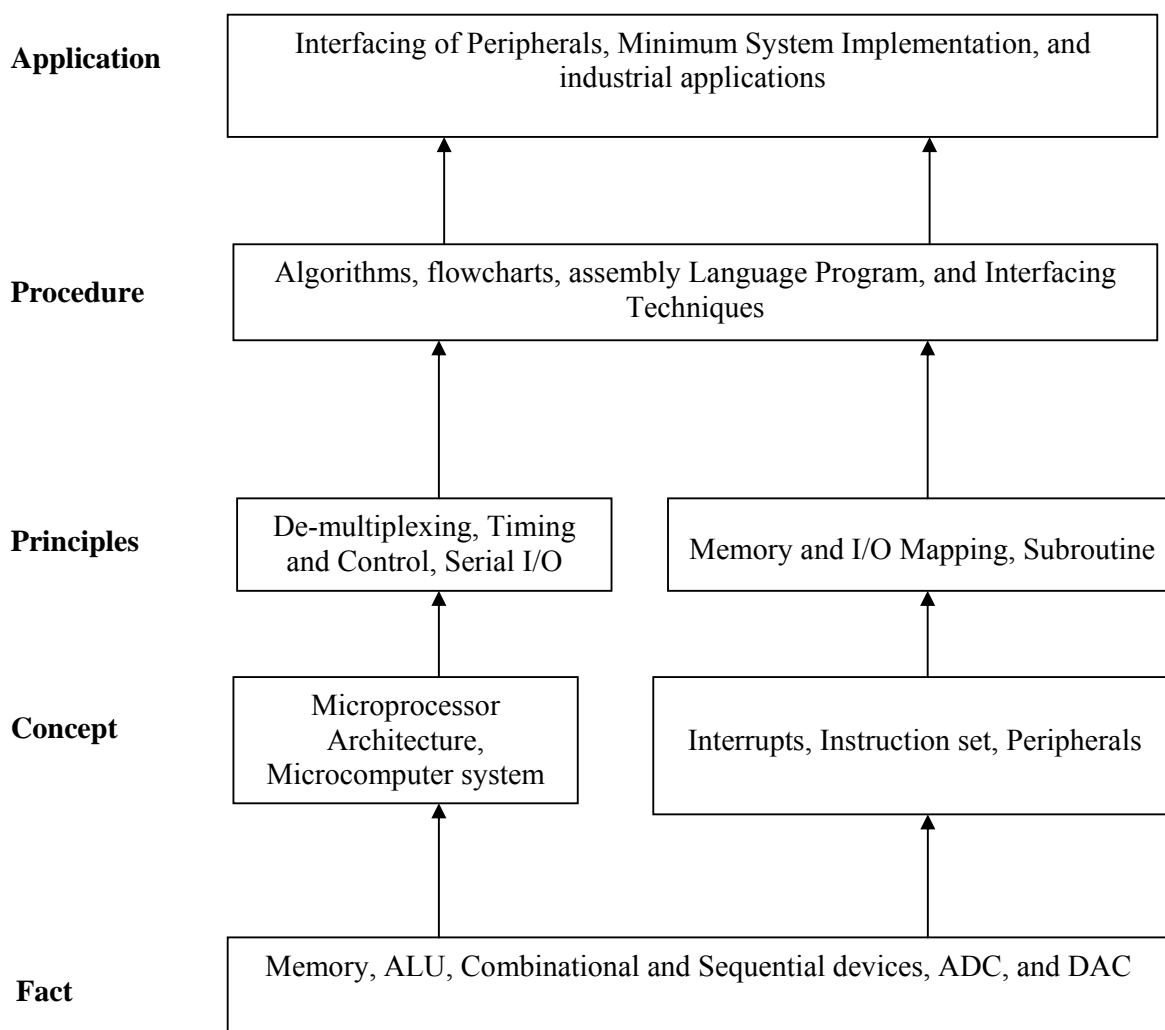 Application
Interfacing of Peripherals, Minimum System Implementation, and
industrial applications
Procedure
Algorithms, flowcharts, assembly Language Program, and Interfacing
Techniques
Principles
De-multiplexing, Timing
and Control, Serial I/O
Memory and I/O Mapping, Subroutine
Concept
Microprocessor
Architecture,
Microcomputer system
Interrupts, Instruction set, Peripherals
Fact
Memory, ALU, Combinational and Sequential devices, ADC, and DAC